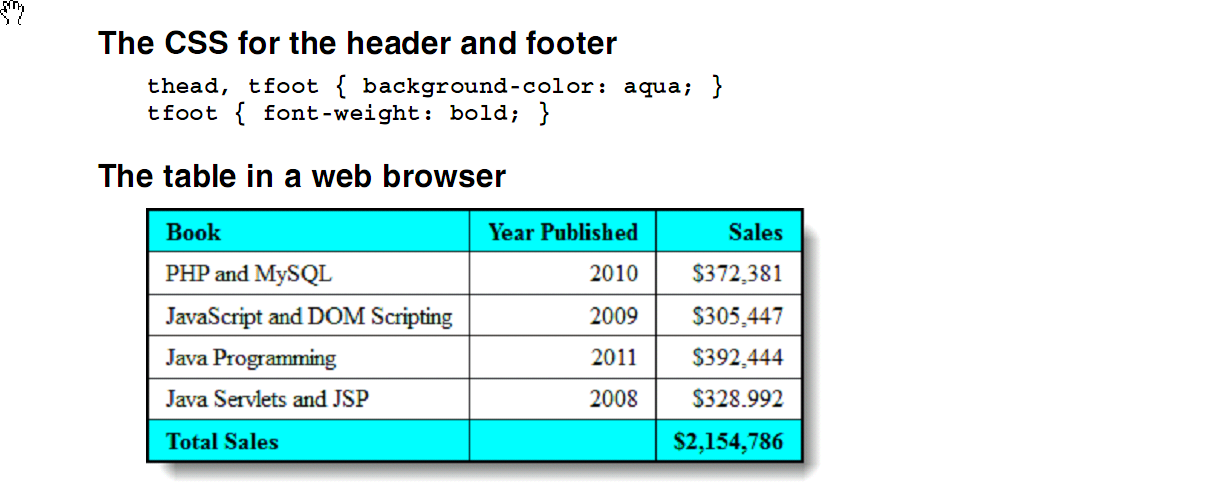 The CSS for the header and footer
thead, tfoot { background-color: aqua; }
tfoot { font-weight: bold; }
The table in a web browser
Book Year Published Sales
PHP and MySQL 2010 $372,381
JavaScript and DOM Scripting 2009 $305,447
Java Programming 2011 $392,444
Java Servlets and JSP 2008 $328.992
Total Sales $2,154,786